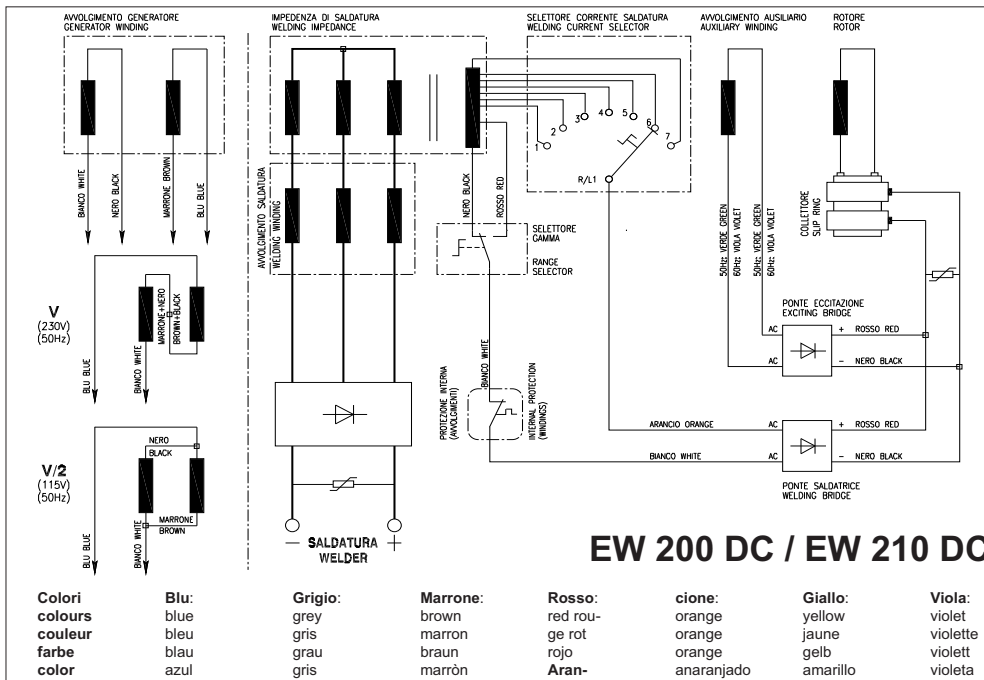 AVVOLGIMENTO GENERATORE
GENERATOR WINDING
IMPEDENZA DI SALDATURA
WELDING IMPEDANCE
SELETTORE CORRENTE SALDATURA
WELDING CURRENT SELECTOR
AVVOLGIMENTO AUSILIARIO
AUXILIARY WINDING
ROTORE
ROTOR
1
2
3
4
5
6
7
R/L1
BIANCO WHITE
NERO BLACK
MARRONE BROWN
BLU BLUE
AVVOLGIMENTO SALDATURA
WELDING WINDING
NERO BLACK
ROSSO RED
SELETTORE
GAMMA
RANGE
SELECTOR
50Hz: VERDE GREEN
60Hz: VIOLA VIOLET
50Hz: VERDE GREEN
60Hz: VIOLA VIOLET
COLLETTORE
SLIP RING
V
(230V)
(50Hz)
MARRONE+NERO
BROWN+BLACK
BLU BLUE
BIANCO WHITE
PONTE ECCITAZIONE
EXCITING BRIDGE
AC + ROSSO RED
AC - NERO BLACK
BIANCO WHITE
PROTEZIONE INTERNA
(AVVOLGIMENTI)
INTERNAL PROTECTION
(WINDINGS)
ARANCIO ORANGE AC + ROSSO RED
BIANCO WHITE AC - NERO BLACK
PONTE SALDATRICE
WELDING BRIDGE
V/2
(115V)
(50Hz)
NERO
BLACK
MARRONE
BROWN
BLU BLUE
BIANCO WHITE
— SALDATURA +
WELDER
EW 200 DC / EW 210 DC
Colori Blu: Grigio: Marrone: Rosso: cione: Giallo: Viola:
colours blue grey brown red rou- orange yellow violet
couleur bleu gris marron ge rot orange jaune violette
farbe blau grau braun rojo orange gelb violett
color azul gris marròn Aran- anaranjado amarillo violeta